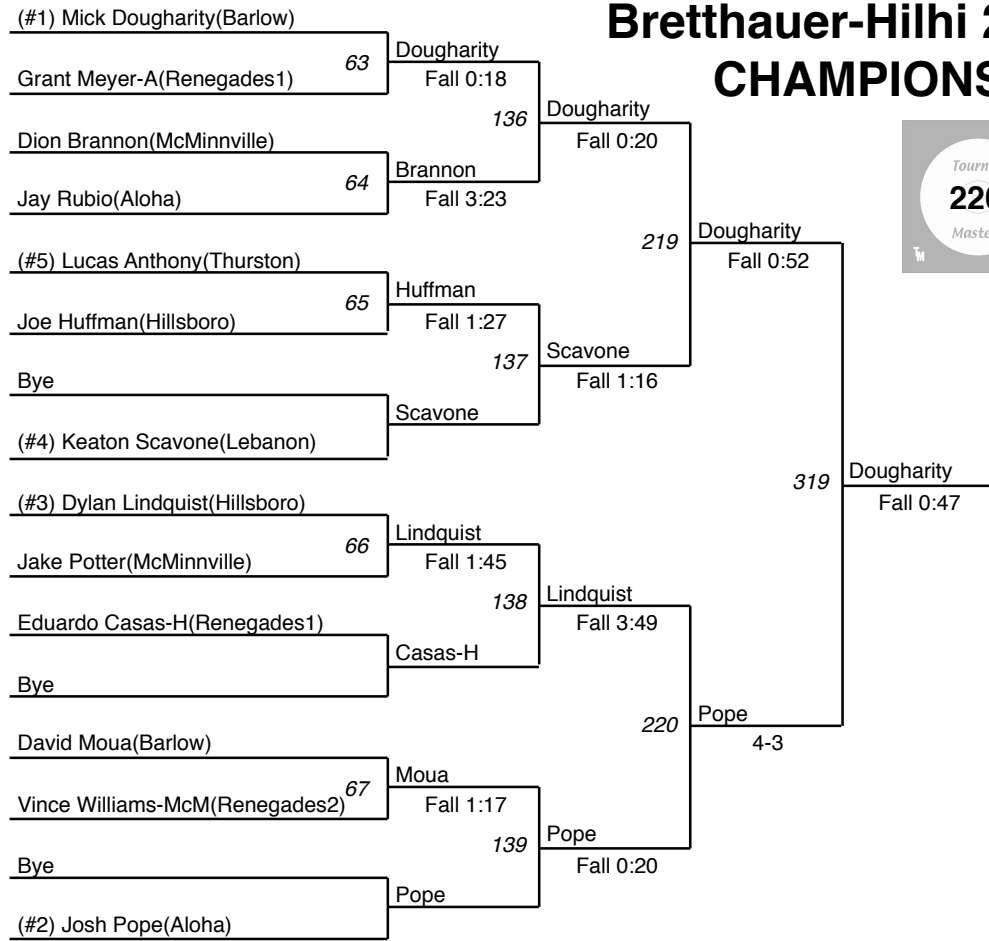 Bretthauer-Hilhi
CHAMPIONS
(#1) Mick Dougharity(Barlow)
63
Dougharity
Grant Meyer-A(Renegades1)
Fall 0:18
136
Dougharity
Fall 0:20
Dion Brannon(McMinnville)
64
Brannon
Jay Rubio(Aloha)
Fall 3:23
219
Dougharity
Fall 0:52
(#5) Lucas Anthony(Thurston)
65
Huffman
Joe Huffman(Hillsboro)
Fall 1:27
137
Scavone
Fall 1:16
Bye
Scavone
(#4) Keaton Scavone(Lebanon)
319
Dougharity
Fall 0:47
(#3) Dylan Lindquist(Hillsboro)
66
Lindquist
Jake Potter(McMinnville)
Fall 1:45
138
Lindquist
Fall 3:49
Eduardo Casas-H(Renegades1)
Casas-H
Bye
220
Pope
4-3
David Moua(Barlow)
67
Moua
Vince Williams-McM(Renegades2)
Fall 1:17
139
Pope
Fall 0:20
Bye
Pope
(#2) Josh Pope(Aloha)
Tourn
220
Maste
TM